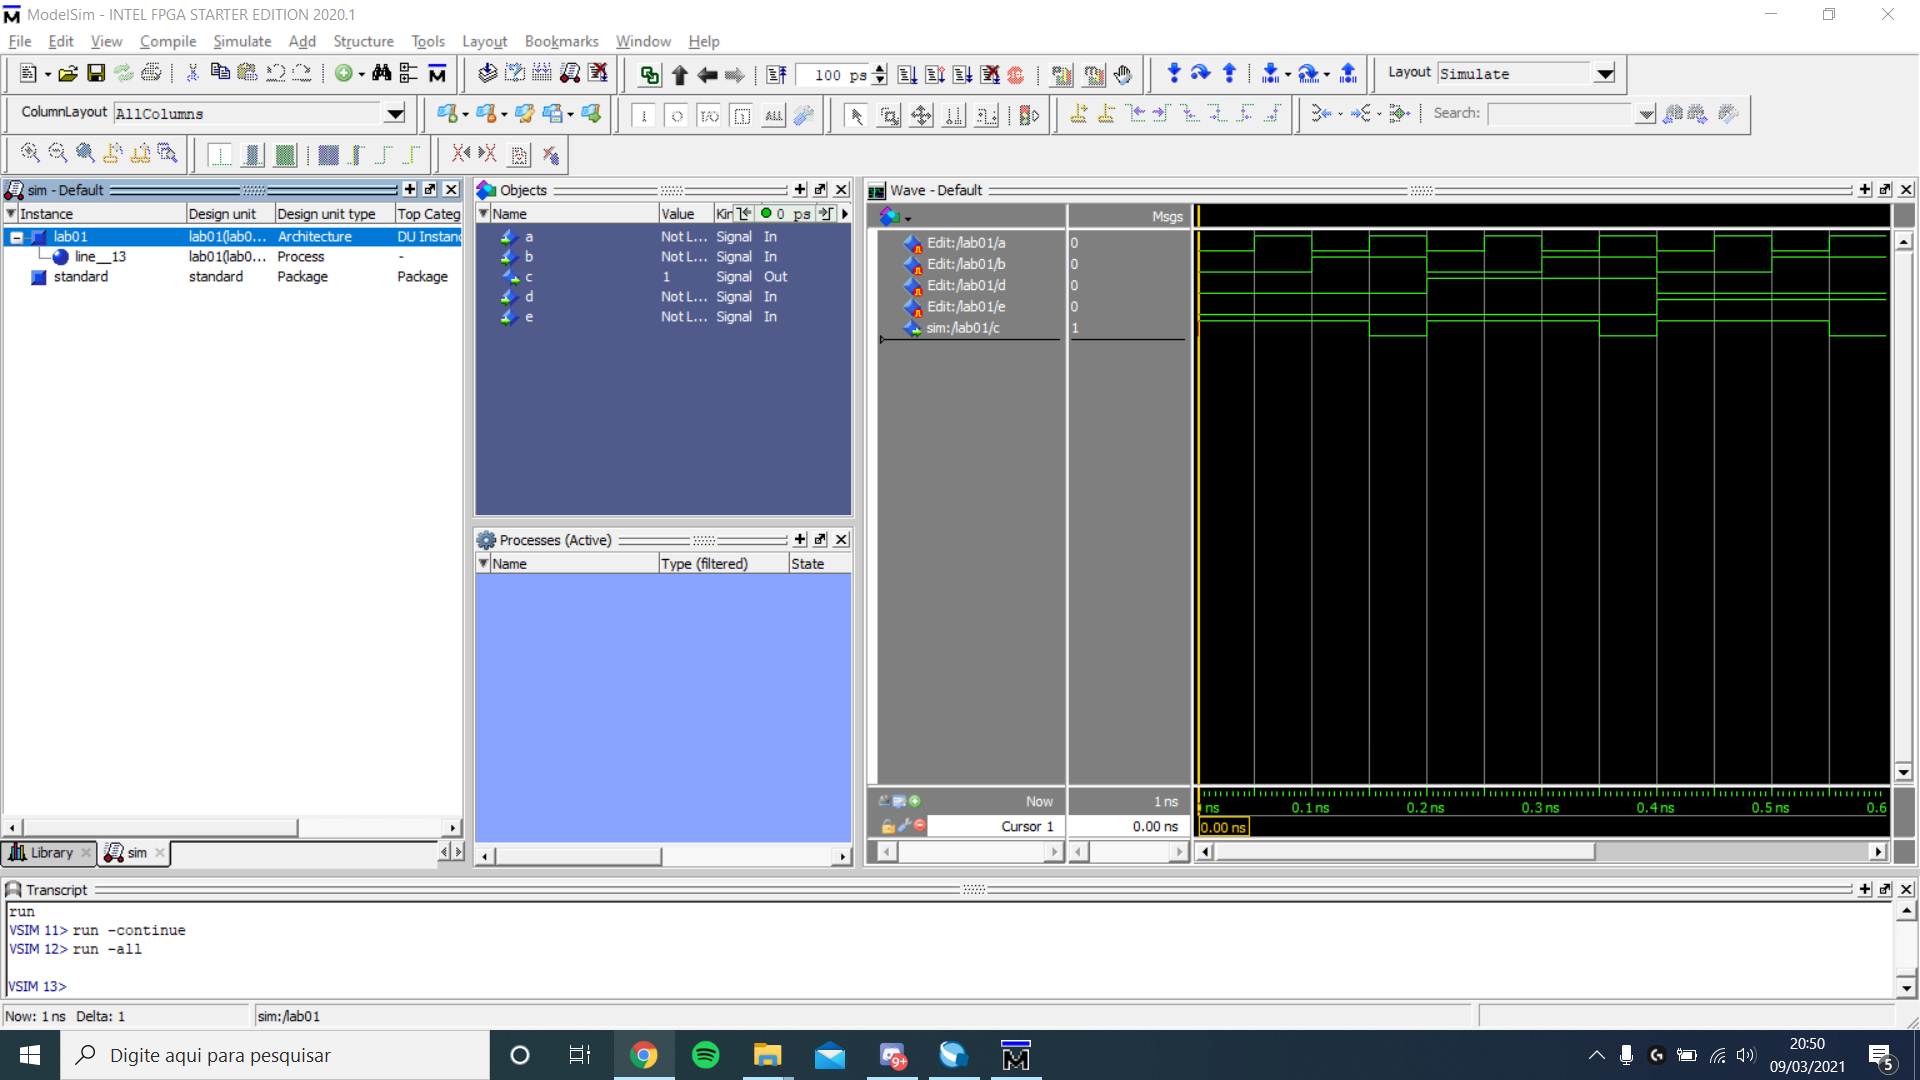 ModelSim - INTEL FPGA STARTER EDITION 2020.1
File Edit View Compile Simulate Add Structure Tools Layout Bookmarks Window Help
100 ps
Layout Simulate
ColumnLayout AllColumns
Search:
sim - Default
Instance Design unit Design unit type Top Categ
lab01 lab01(lab0... Architecture DU Instanc
line__13 lab01(lab0... Process -
standard standard Package Package
Library sim
Objects
Name Value Kin 0 ps
a Not L... Signal In
b Not L... Signal In
c 1 Signal Out
d Not L... Signal In
e Not L... Signal In
Processes (Active)
Name Type (filtered) State
Wave - Default
Msgs
Edit:/lab01/a 0
Edit:/lab01/b 0
Edit:/lab01/d 0
Edit:/lab01/e 0
sim:/lab01/c 1
Now 1 ns
ns 0.1 ns 0.2 ns 0.3 ns 0.4 ns 0.5 ns 0.6
Cursor 1 0.00 ns
0.00 ns
Transcript
run
VSIM 11> run -continue
VSIM 12> run -all
VSIM 13>
Now: 1 ns Delta: 1
sim:/lab01
Digite aqui para pesquisar
9+
20:50
09/03/2021
5